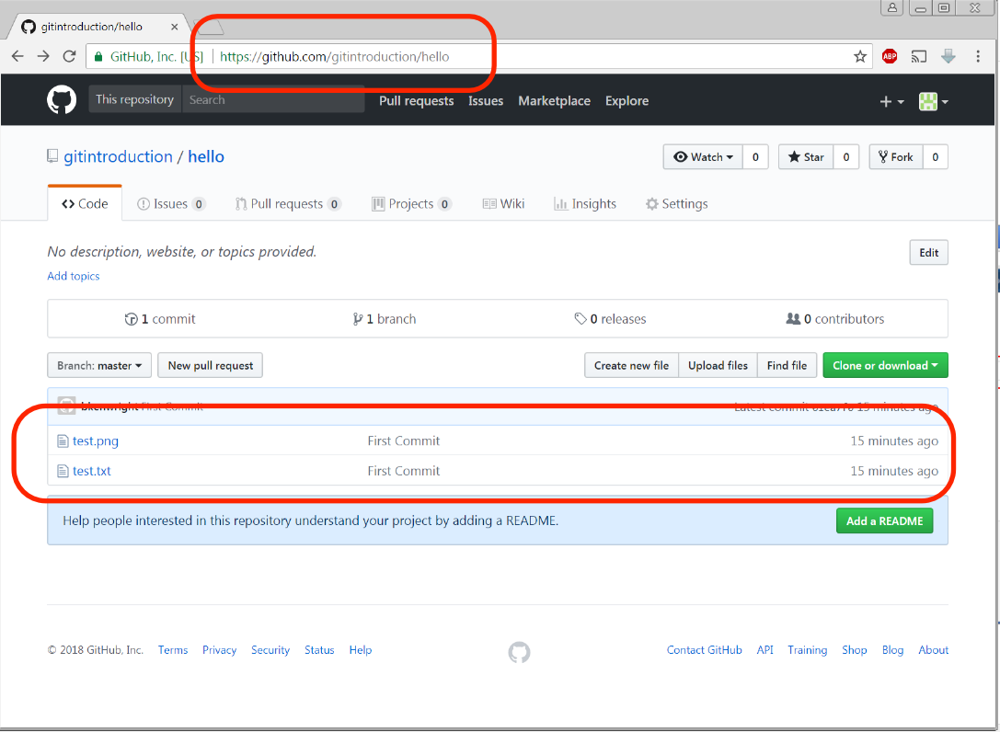 gitintroduction/hello
GitHub, Inc. [US] | https://github.com/gitintroduction/hello
ABP
This repository Search Pull requests Issues Marketplace Explore
gitintroduction / hello
Watch 0 Star 0 Fork 0
Code Issues 0 Pull requests 0 Projects 0 Wiki Insights Settings
No description, website, or topics provided. Edit
Add topics
1 commit 1 branch 0 releases 0 contributors
Branch: master New pull request Create new file Upload files Find file Clone or download
bkenwright First Commit Latest commit 15 minutes ago
test.png First Commit 15 minutes ago
test.txt First Commit 15 minutes ago
Help people interested in this repository understand your project by adding a README. Add a README
© 2018 GitHub, Inc. Terms Privacy Security Status Help Contact GitHub API Training Shop Blog About